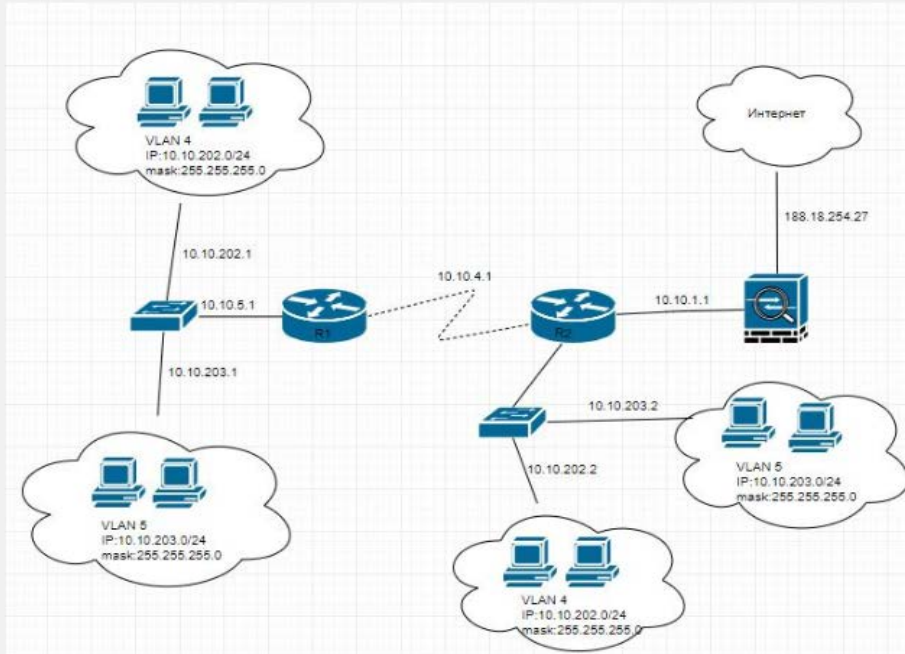 VLAN 4
IP:10.10.202.0/24
mask:255.255.255.0
Интернет
188.18.254.27
10.10.202.1
10.10.4.1
10.10.5.1
R1
R2
10.10.1.1
10.10.203.1
10.10.203.2
VLAN 5
IP:10.10.203.0/24
mask:255.255.255.0
10.10.202.2
VLAN 5
IP:10.10.203.0/24
mask:255.255.255.0
VLAN 4
IP:10.10.202.0/24
mask:255.255.255.0